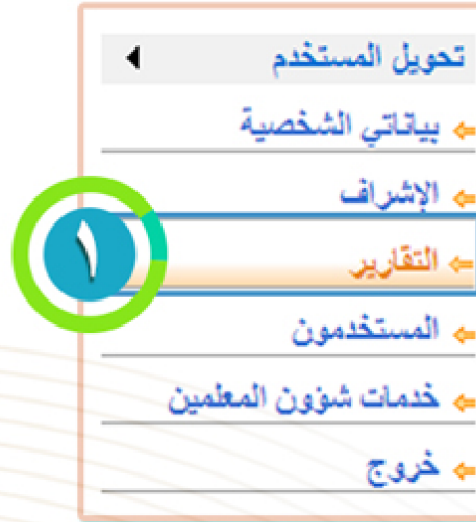 تحويل المستخدم
بياناتي الشخصية
الإشراف
التقارير
١
المستخدمون
خدمات شؤون المعلمين
خروج